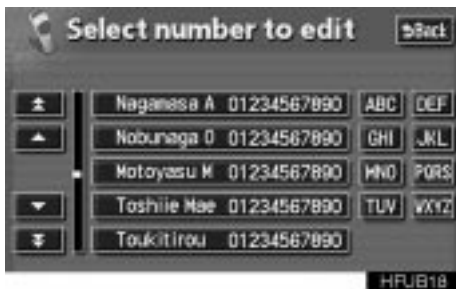 Select number to edit Back
Nagamasa A 01234567890 ABC DEF
Nobunaga O 01234567890 GHI JKL
Motoyasu M 01234567890 MNO PQRS
Toshiie Mae 01234567890 TUV WXYZ
Toukitirou 01234567890
HFUB18